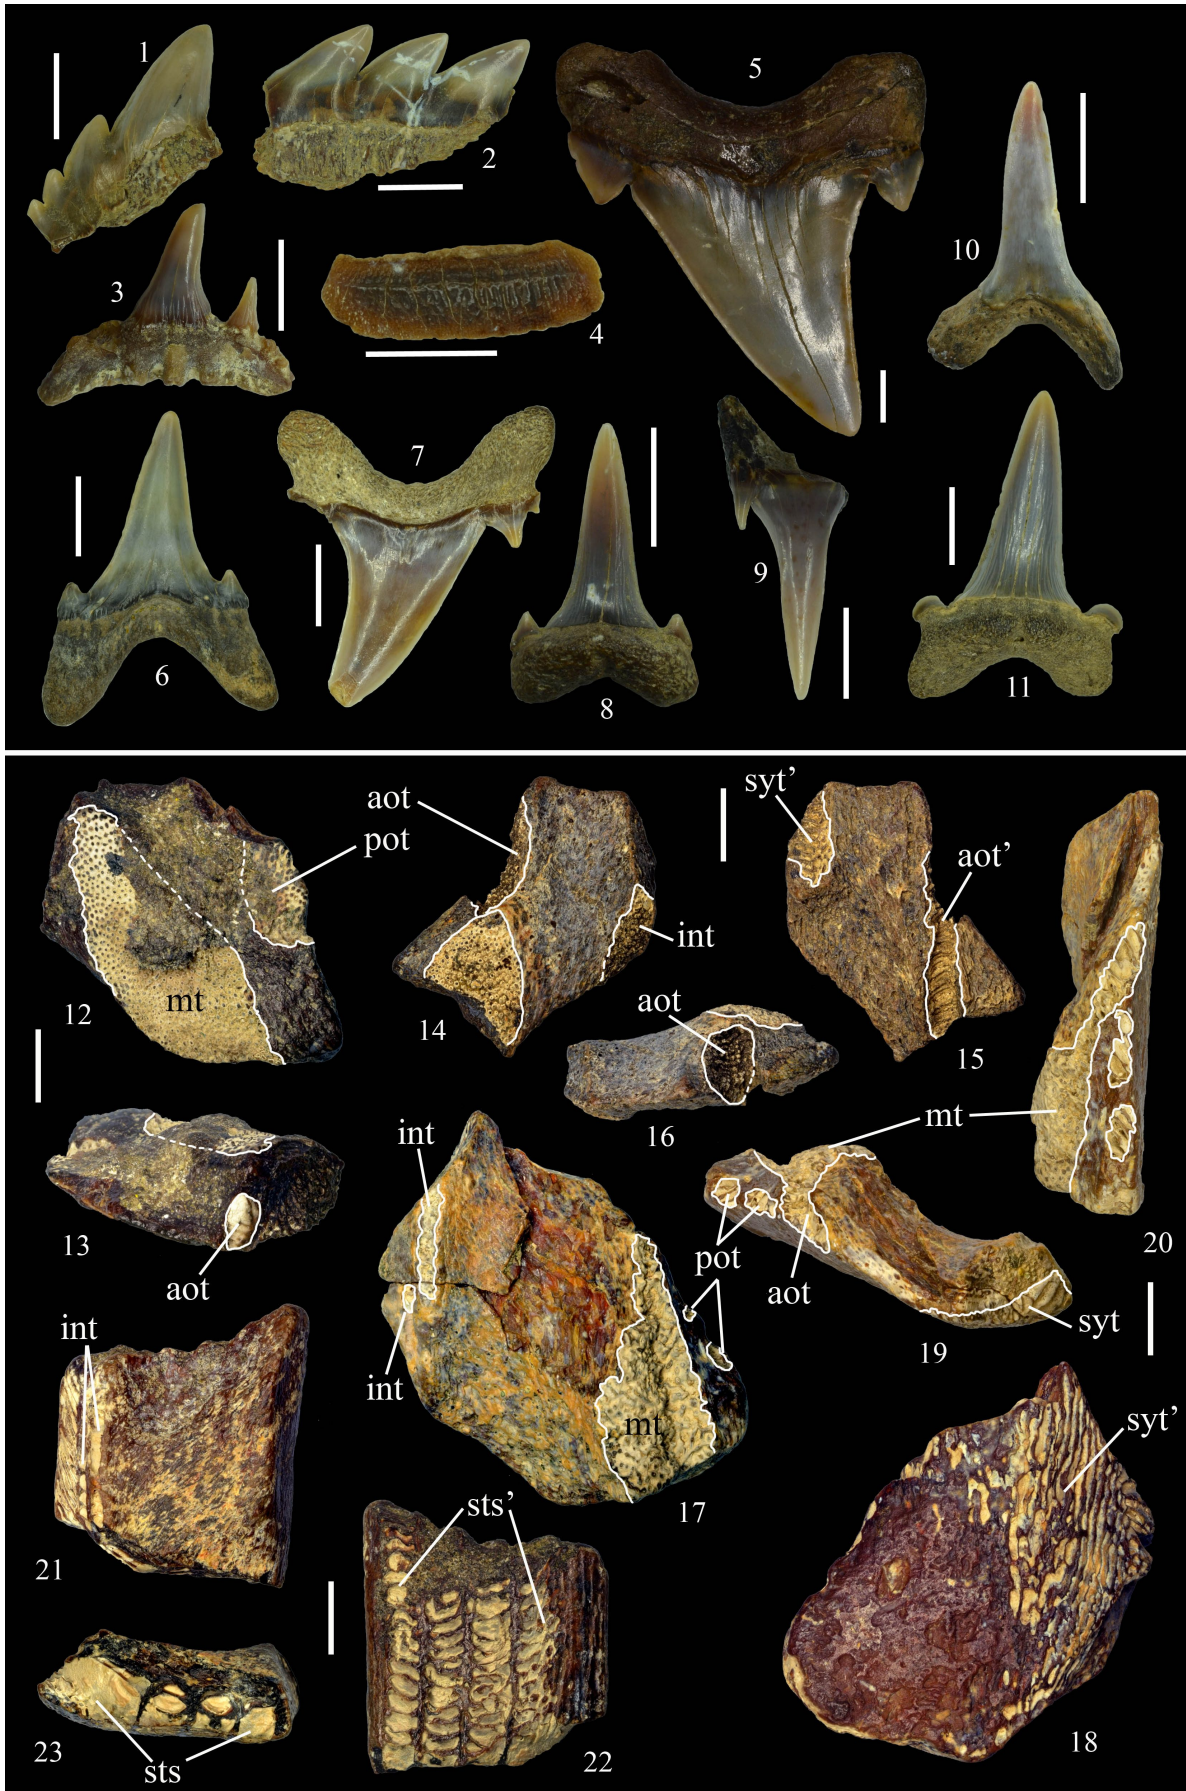 1
2
5
10
3
4
7
9
6
8
11
syt’
aot
pot
aot’
int
mt
12
14
aot
15
16
mt
int
13
20
aot
pot
aot
int
19
syt
int
mt
syt’
17
sts’
21
18
23
22
sts